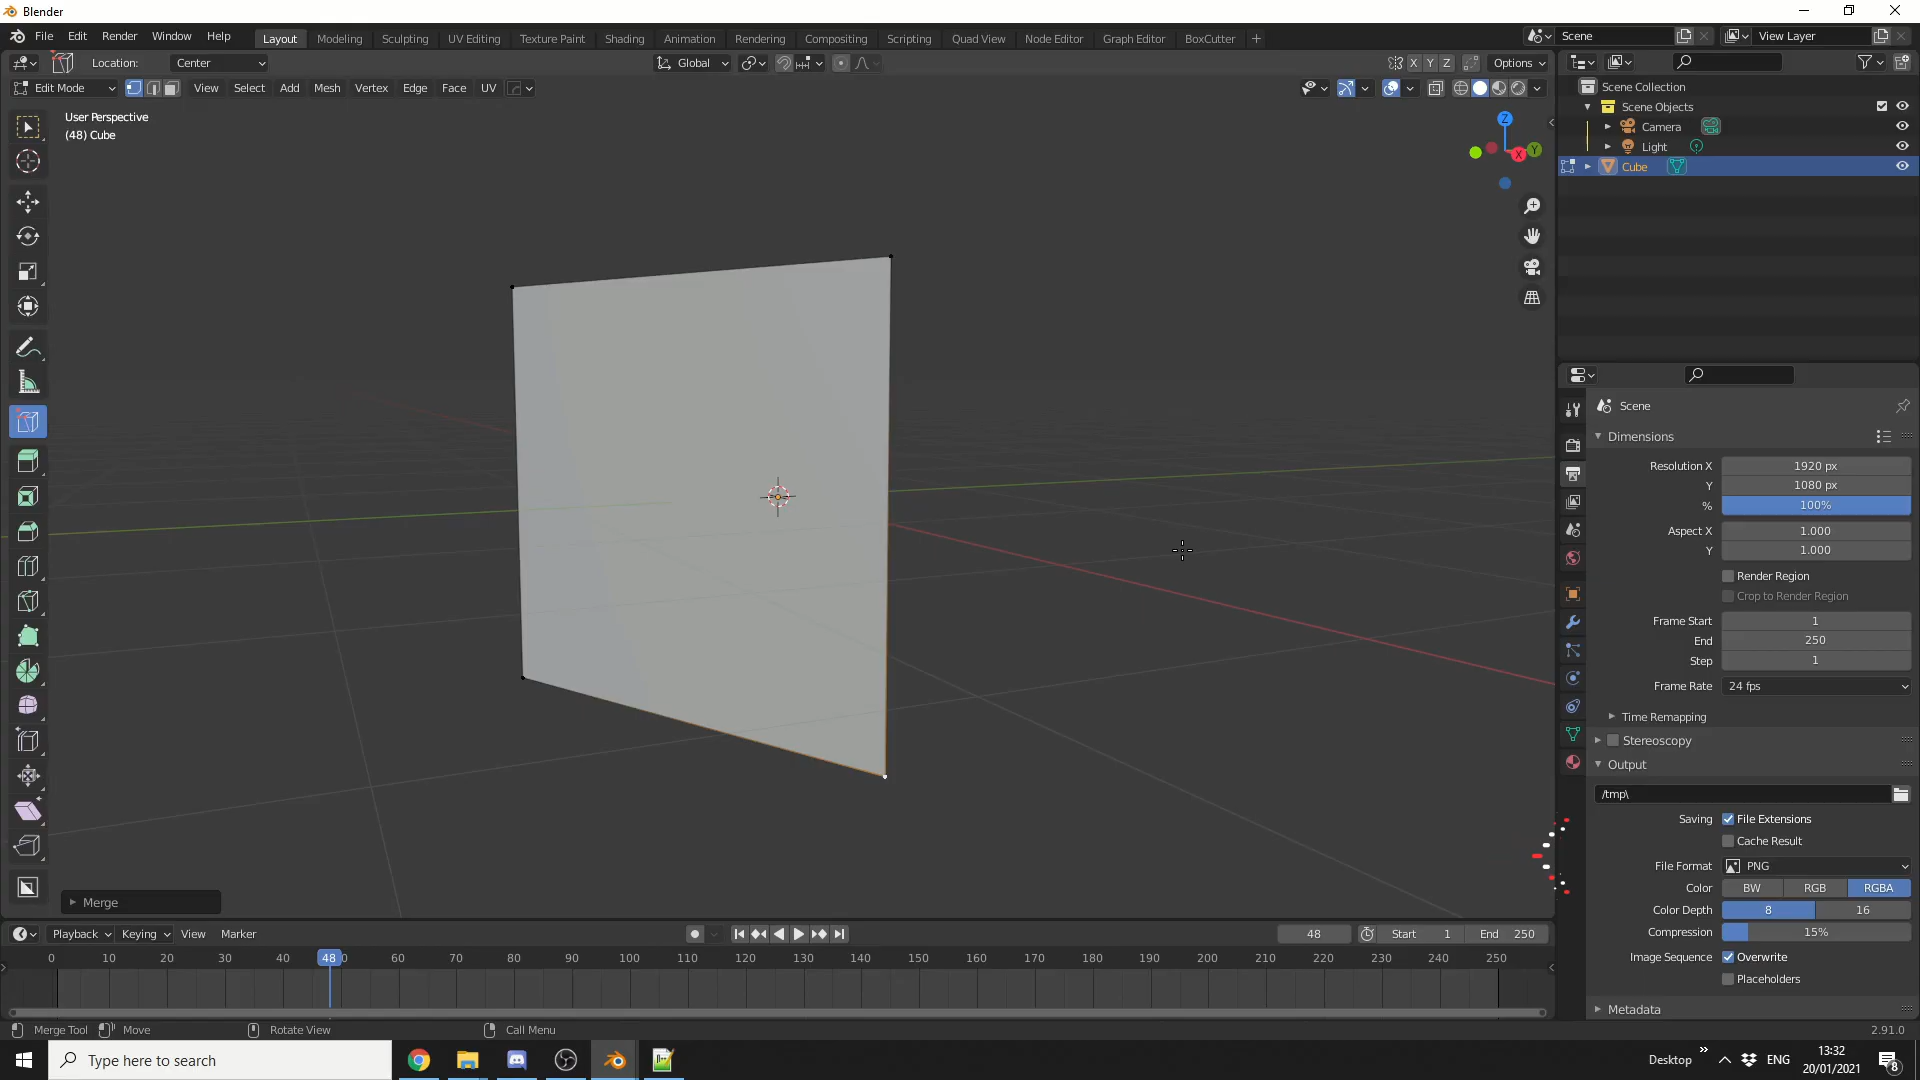 Blender
File Edit Render Window Help
Layout Modeling Sculpting UV Editing Texture Paint Shading Animation Rendering Compositing Scripting Quad View Node Editor Graph Editor BoxCutter +
Scene
View Layer
Location: Center
Global
X Y Z
Options
Edit Mode
View Select Add Mesh Vertex Edge Face UV
User Perspective
(48) Cube
Z
X
Y
Scene Collection
Scene Objects
Camera
Light
Cube
Scene
Dimensions
Resolution X 1920 px
Y 1080 px
% 100%
Aspect X 1.000
Y 1.000
Render Region
Crop to Render Region
Frame Start 1
End 250
Step 1
Frame Rate 24 fps
Time Remapping
Stereoscopy
Output
/tmp\
Saving File Extensions
Cache Result
File Format PNG
Color BW RGB RGBA
Color Depth 8 16
Compression 15%
Image Sequence Overwrite
Placeholders
Metadata
Merge
Playback Keying View Marker
48 Start 1 End 250
0 10 20 30 40 48 0 60 70 80 90 100 110 120 130 140 150 160 170 180 190 200 210 220 230 240 250
Merge Tool Move Rotate View Call Menu
2.91.0
Type here to search
Desktop » ENG
13:32
20/01/2021
8